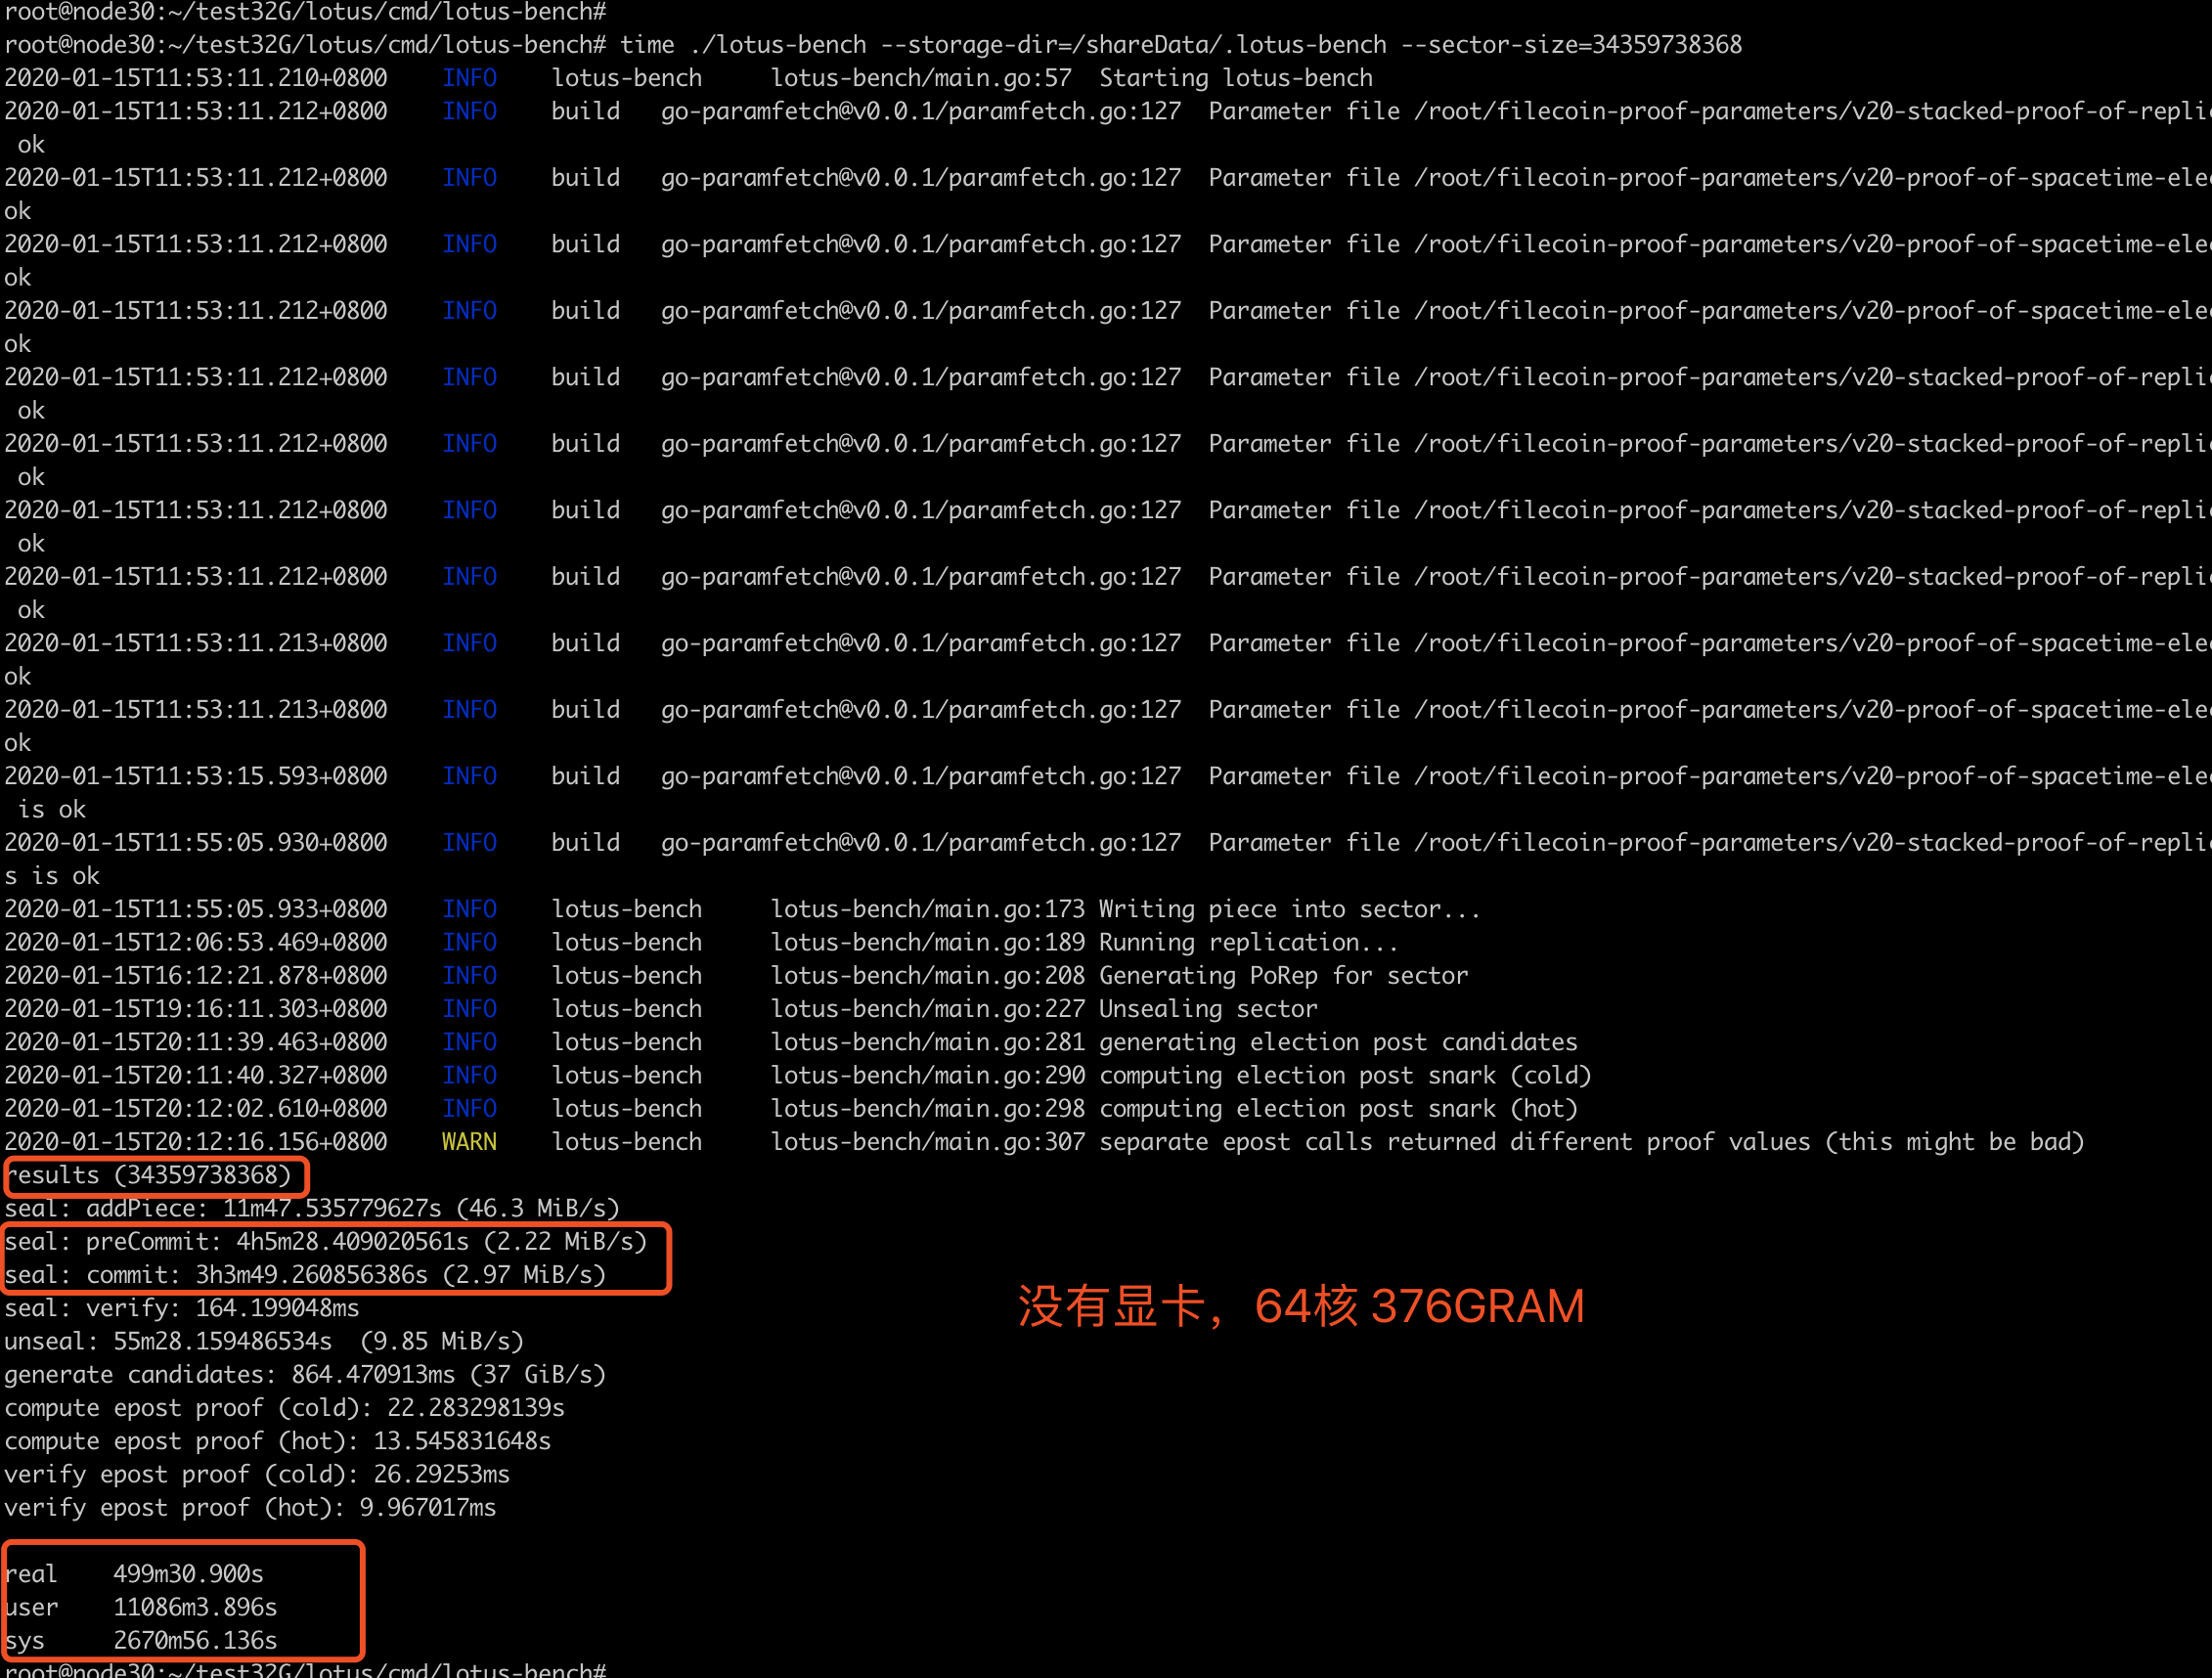 root@node30:~/test32G/lotus/cmd/lotus-bench#
root@node30:~/test32G/lotus/cmd/lotus-bench# time ./lotus-bench --storage-dir=/shareData/.lotus-bench --sector-size=34359738368
2020-01-15T11:53:11.210+0800 INFO lotus-bench lotus-bench/main.go:57 Starting lotus-bench
2020-01-15T11:53:11.212+0800 INFO build go-paramfetch@v0.0.1/paramfetch.go:127 Parameter file /root/filecoin-proof-parameters/v20-stacked-proof-of-replic
ok
2020-01-15T11:53:11.212+0800 INFO build go-paramfetch@v0.0.1/paramfetch.go:127 Parameter file /root/filecoin-proof-parameters/v20-proof-of-spacetime-elec
ok
2020-01-15T11:53:11.212+0800 INFO build go-paramfetch@v0.0.1/paramfetch.go:127 Parameter file /root/filecoin-proof-parameters/v20-proof-of-spacetime-elec
ok
2020-01-15T11:53:11.212+0800 INFO build go-paramfetch@v0.0.1/paramfetch.go:127 Parameter file /root/filecoin-proof-parameters/v20-proof-of-spacetime-elec
ok
2020-01-15T11:53:11.212+0800 INFO build go-paramfetch@v0.0.1/paramfetch.go:127 Parameter file /root/filecoin-proof-parameters/v20-stacked-proof-of-replic
ok
2020-01-15T11:53:11.212+0800 INFO build go-paramfetch@v0.0.1/paramfetch.go:127 Parameter file /root/filecoin-proof-parameters/v20-stacked-proof-of-replic
ok
2020-01-15T11:53:11.212+0800 INFO build go-paramfetch@v0.0.1/paramfetch.go:127 Parameter file /root/filecoin-proof-parameters/v20-stacked-proof-of-replic
ok
2020-01-15T11:53:11.212+0800 INFO build go-paramfetch@v0.0.1/paramfetch.go:127 Parameter file /root/filecoin-proof-parameters/v20-stacked-proof-of-replic
ok
2020-01-15T11:53:11.213+0800 INFO build go-paramfetch@v0.0.1/paramfetch.go:127 Parameter file /root/filecoin-proof-parameters/v20-proof-of-spacetime-elec
ok
2020-01-15T11:53:11.213+0800 INFO build go-paramfetch@v0.0.1/paramfetch.go:127 Parameter file /root/filecoin-proof-parameters/v20-proof-of-spacetime-elec
ok
2020-01-15T11:53:15.593+0800 INFO build go-paramfetch@v0.0.1/paramfetch.go:127 Parameter file /root/filecoin-proof-parameters/v20-proof-of-spacetime-elec
is ok
2020-01-15T11:55:05.930+0800 INFO build go-paramfetch@v0.0.1/paramfetch.go:127 Parameter file /root/filecoin-proof-parameters/v20-stacked-proof-of-replic
s is ok
2020-01-15T11:55:05.933+0800 INFO lotus-bench lotus-bench/main.go:173 Writing piece into sector...
2020-01-15T12:06:53.469+0800 INFO lotus-bench lotus-bench/main.go:189 Running replication...
2020-01-15T16:12:21.878+0800 INFO lotus-bench lotus-bench/main.go:208 Generating PoRep for sector
2020-01-15T19:16:11.303+0800 INFO lotus-bench lotus-bench/main.go:227 Unsealing sector
2020-01-15T20:11:39.463+0800 INFO lotus-bench lotus-bench/main.go:281 generating election post candidates
2020-01-15T20:11:40.327+0800 INFO lotus-bench lotus-bench/main.go:290 computing election post snark (cold)
2020-01-15T20:12:02.610+0800 INFO lotus-bench lotus-bench/main.go:298 computing election post snark (hot)
2020-01-15T20:12:16.156+0800 WARN lotus-bench lotus-bench/main.go:307 separate epost calls returned different proof values (this might be bad)
results (34359738368)
seal: addPiece: 11m47.535779627s (46.3 MiB/s)
seal: preCommit: 4h5m28.409020561s (2.22 MiB/s)
seal: commit: 3h3m49.260856386s (2.97 MiB/s)
没有显卡，64核 376GRAM
seal: verify: 164.199048ms
unseal: 55m28.159486534s (9.85 MiB/s)
generate candidates: 864.470913ms (37 GiB/s)
compute epost proof (cold): 22.283298139s
compute epost proof (hot): 13.545831648s
verify epost proof (cold): 26.29253ms
verify epost proof (hot): 9.967017ms
real 499m30.900s
user 11086m3.896s
sys 2670m56.136s
root@node30:~/test32G/lotus/cmd/lotus-bench#